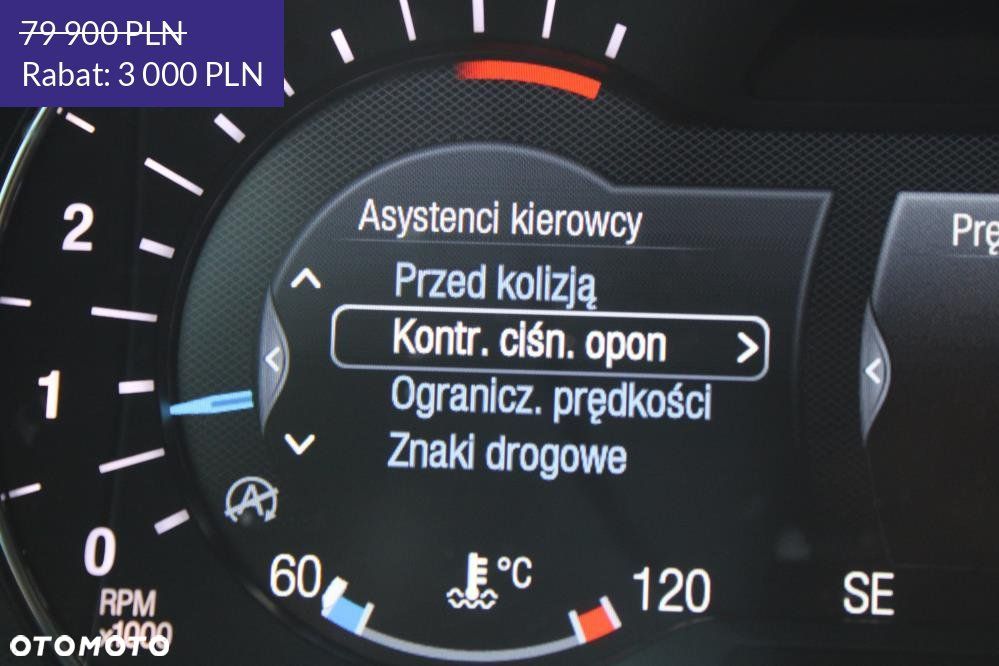 79 900 PLN
Rabat: 3 000 PLN
Asystenci kierowcy
Prę
Przed kolizją
Kontr. ciśn. opon
Ogranicz. prędkości
Znaki drogowe
2
1
0
A
60
°C
120
SE
RPM
x1000
OTOMOTO